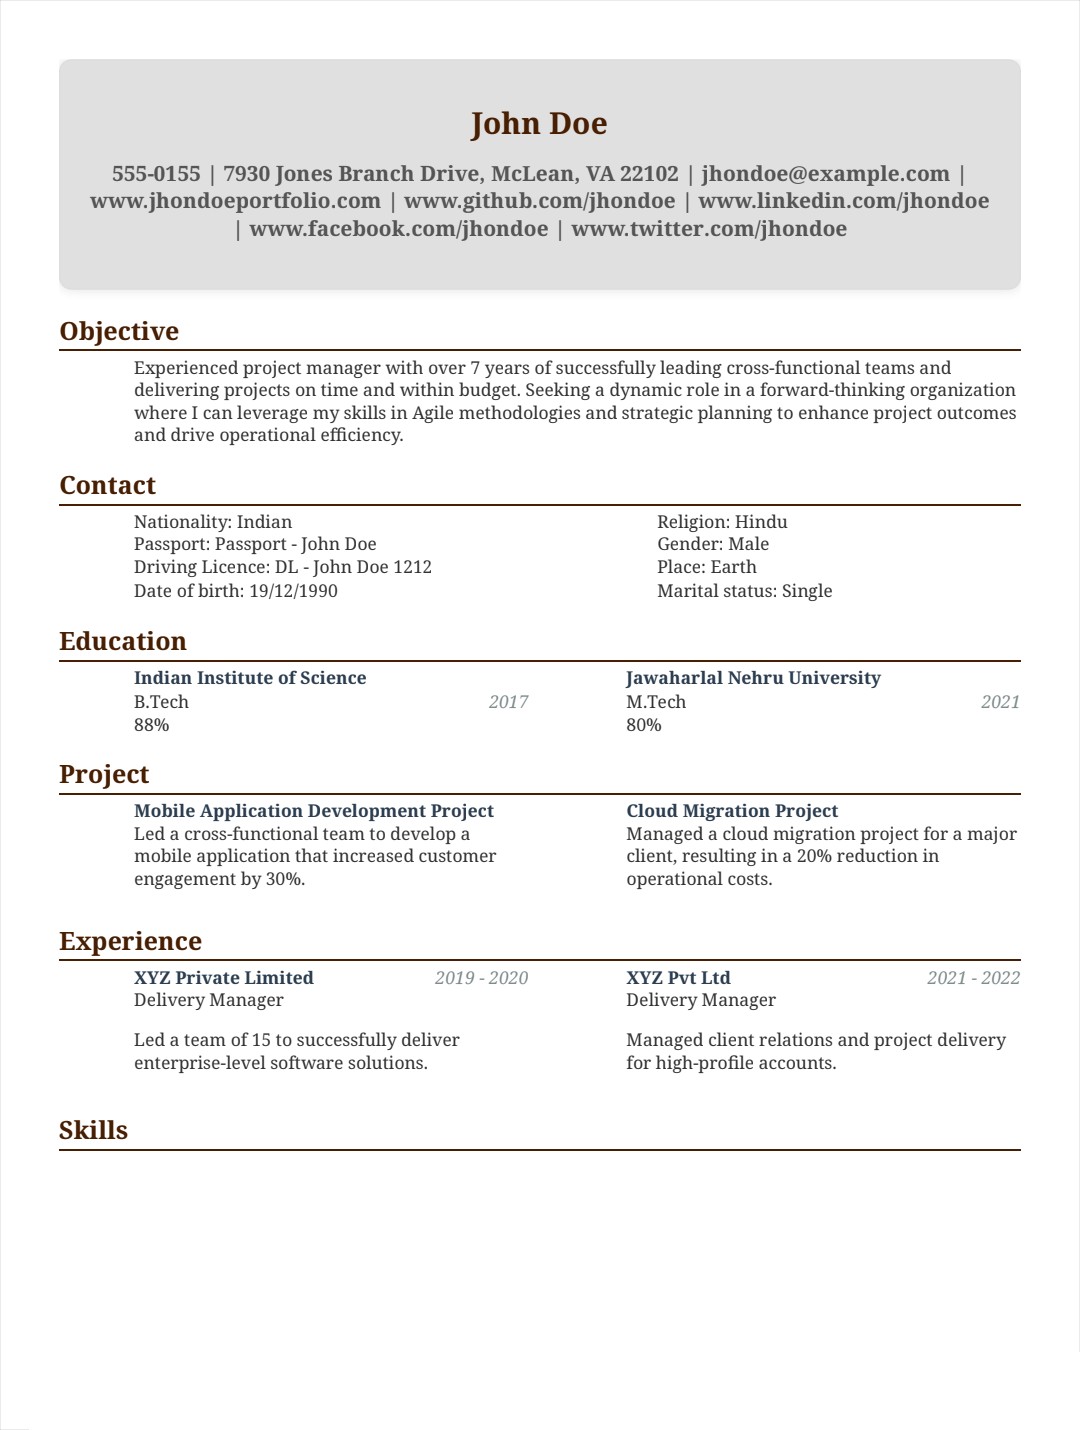 John Doe
555-0155 | 7930 Jones Branch Drive, McLean, VA 22102 | jhondoe@example.com |
www.jhondoeportfolio.com | www.github.com/jhondoe | www.linkedin.com/jhondoe
| www.facebook.com/jhondoe | www.twitter.com/jhondoe
Objective
Experienced project manager with over 7 years of successfully leading cross-functional teams and
delivering projects on time and within budget. Seeking a dynamic role in a forward-thinking organization
where I can leverage my skills in Agile methodologies and strategic planning to enhance project outcomes
and drive operational efficiency.
Contact
Nationality: Indian
Passport: Passport - John Doe
Driving Licence: DL - John Doe 1212
Date of birth: 19/12/1990
Religion: Hindu
Gender: Male
Place: Earth
Marital status: Single
Education
Indian Institute of Science
B.Tech 2017
88%
Jawaharlal Nehru University
M.Tech 2021
80%
Project
Mobile Application Development Project
Led a cross-functional team to develop a
mobile application that increased customer
engagement by 30%.
Cloud Migration Project
Managed a cloud migration project for a major
client, resulting in a 20% reduction in
operational costs.
Experience
XYZ Private Limited 2019 - 2020
Delivery Manager
Led a team of 15 to successfully deliver
enterprise-level software solutions.
XYZ Pvt Ltd 2021 - 2022
Delivery Manager
Managed client relations and project delivery
for high-profile accounts.
Skills